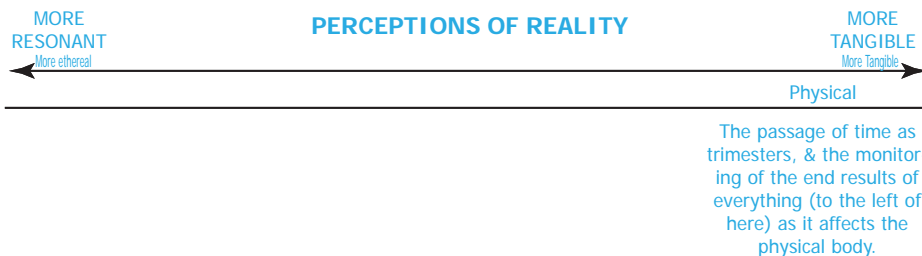 MORE
RESONANT
More ethereal
PERCEPTIONS OF REALITY
MORE
TANGIBLE
More Tangible
Physical
The passage of time as
trimesters, & the monitor
ing of the end results of
everything (to the left of
here) as it affects the
physical body.